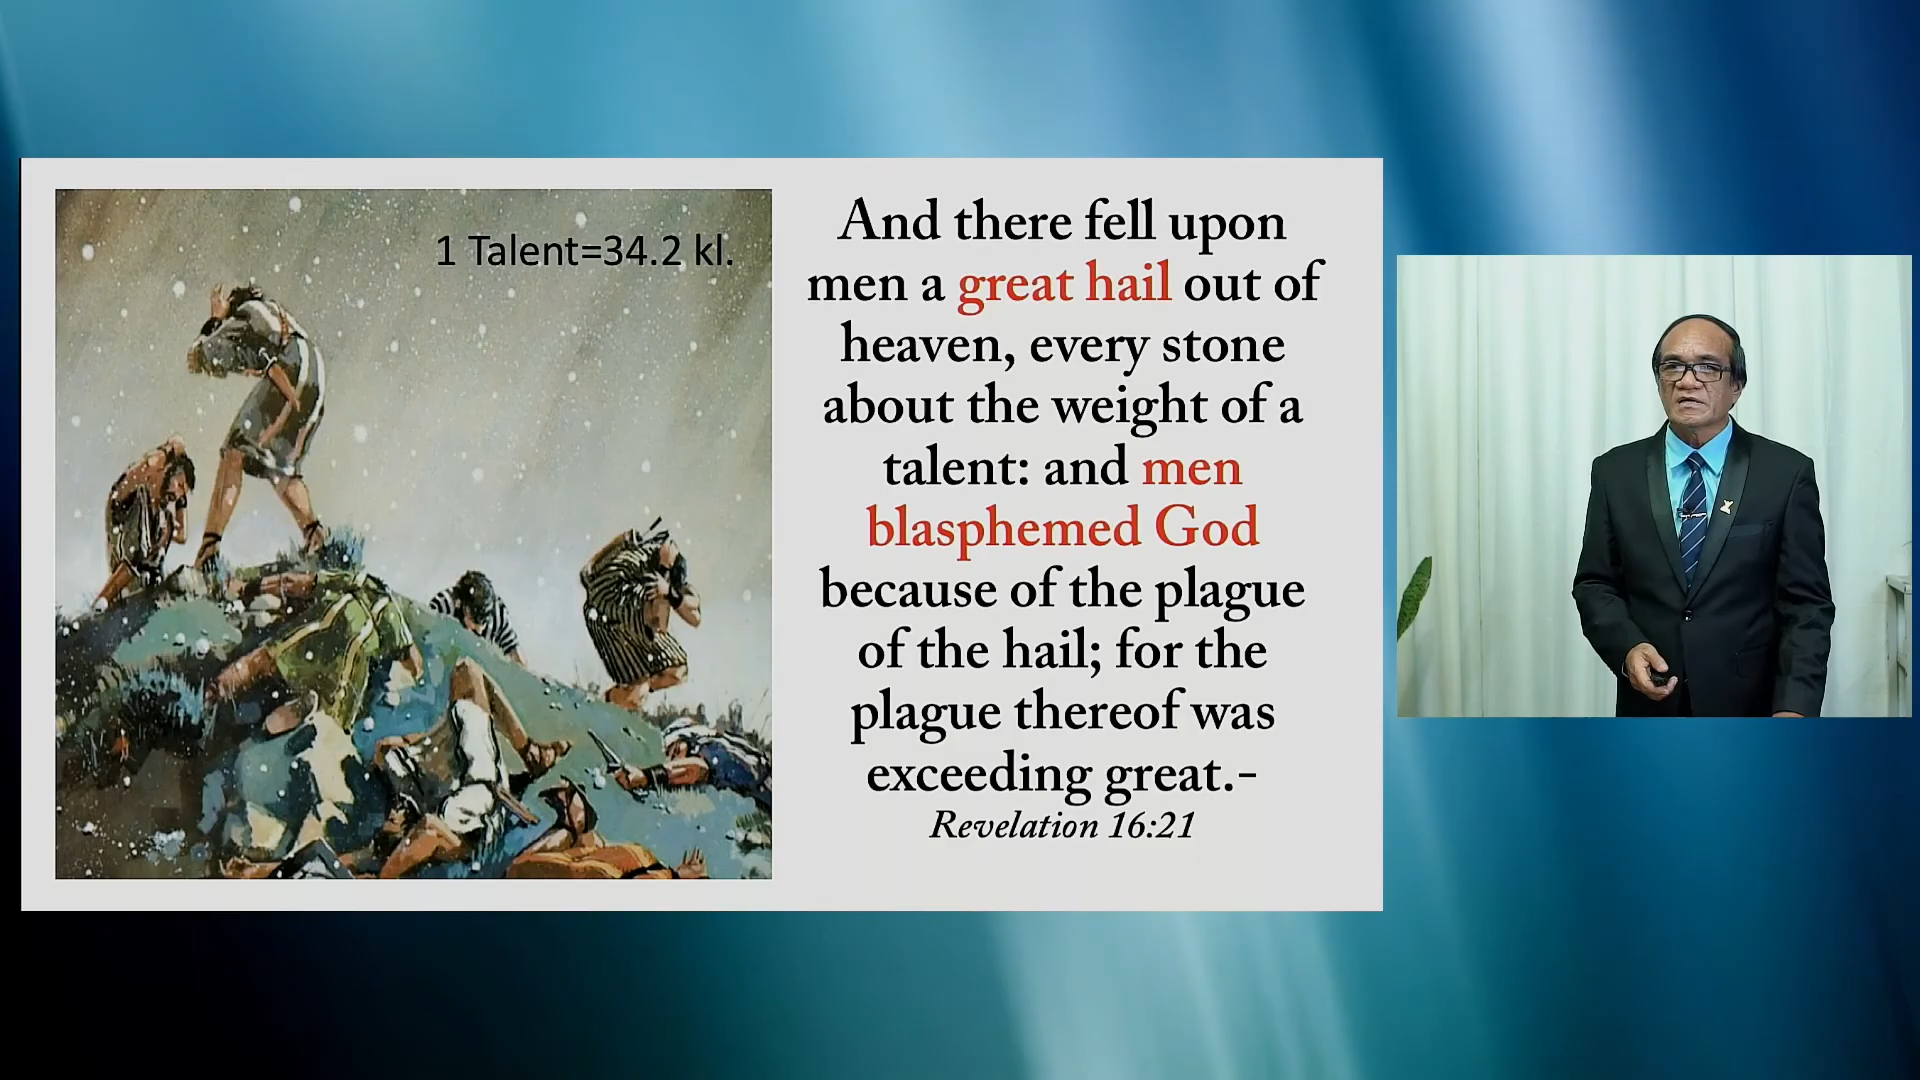 1 Talent=34.2 kl.
And there fell upon
men a great hail out of
heaven, every stone
about the weight of a
talent: and men
blasphemed God
because of the plague
of the hail; for the
plague thereof was
exceeding great.-
Revelation 16:21